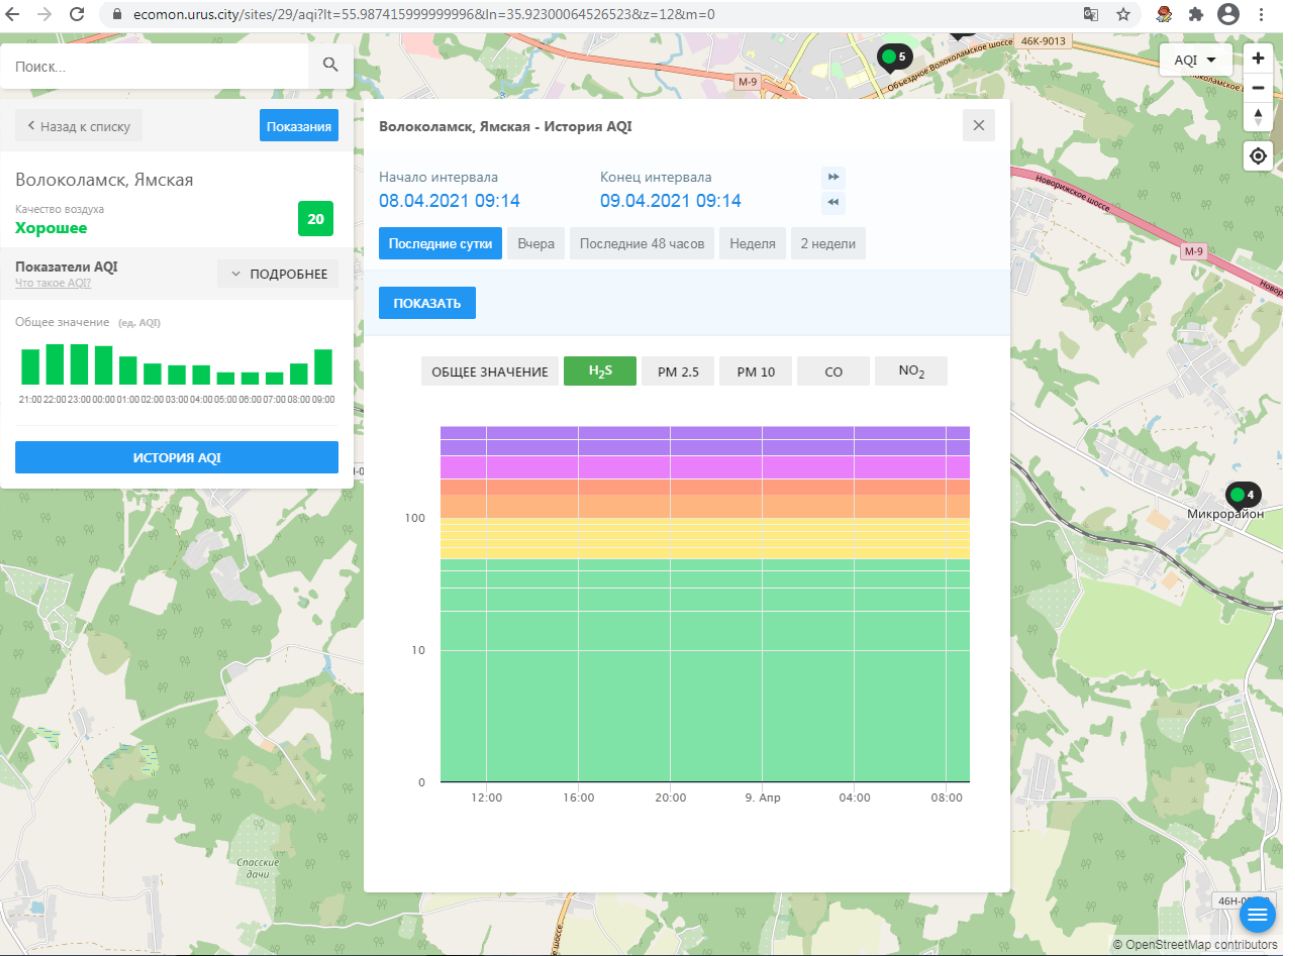 ecomon.urus.city/sites/29/aqi?lt=55.987415999999996&ln=35.92300064526523&z=12&m=0
Поиск...
Назад к списку
Показания
Волоколамск, Ямская
Качество воздуха
Хорошее
20
Показатели AQI
Что такое AQI?
ПОДРОБНЕЕ
Общее значение (ед. AQI)
21:00 22:00 23:00 00:00 01:00 02:00 03:00 04:00 05:00 06:00 07:00 08:00 09:00
ИСТОРИЯ AQI
Волоколамск, Ямская - История AQI
Начало интервала
08.04.2021 09:14
Конец интервала
09.04.2021 09:14
Последние сутки
Вчера
Последние 48 часов
Неделя
2 недели
ПОКАЗАТЬ
ОБЩЕЕ ЗНАЧЕНИЕ
H₂S
PM 2.5
PM 10
CO
NO₂
100
10
0
12:00
16:00
20:00
9. Апр
04:00
08:00
M-9
5
46К-9013
AQI
Новорижское шоссе
M-9
4
Микрорайон
Спасские
дачи
© OpenStreetMap contributors